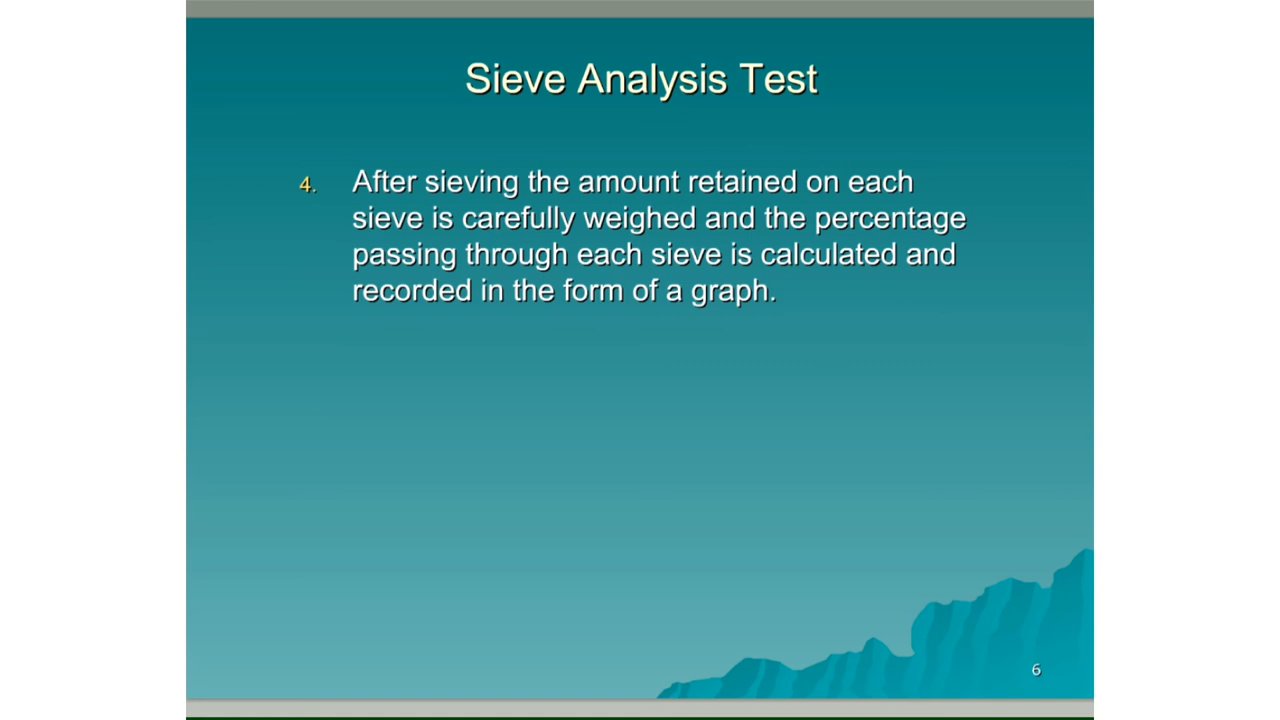 Sieve Analysis Test
4. After sieving the amount retained on each
sieve is carefully weighed and the percentage
passing through each sieve is calculated and
recorded in the form of a graph.
6